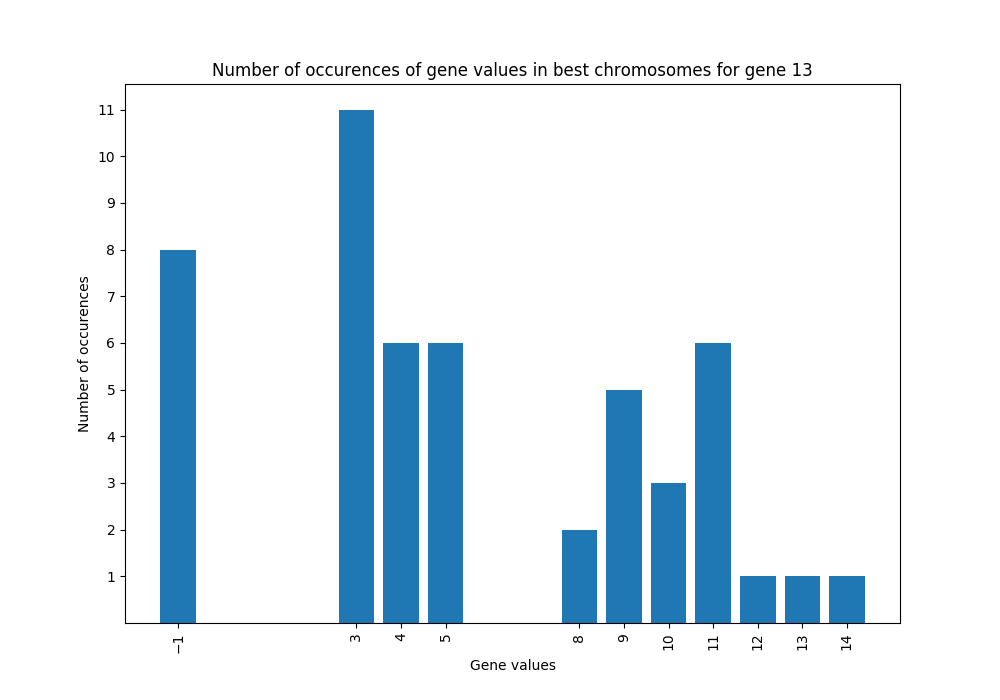 Number of occurences of gene values in best chromosomes for gene 13
11
10
9
8
7
6
5
4
3
2
1
Number of occurences
−1 3 4 5 8 9 10 11 12 13 14
Gene values